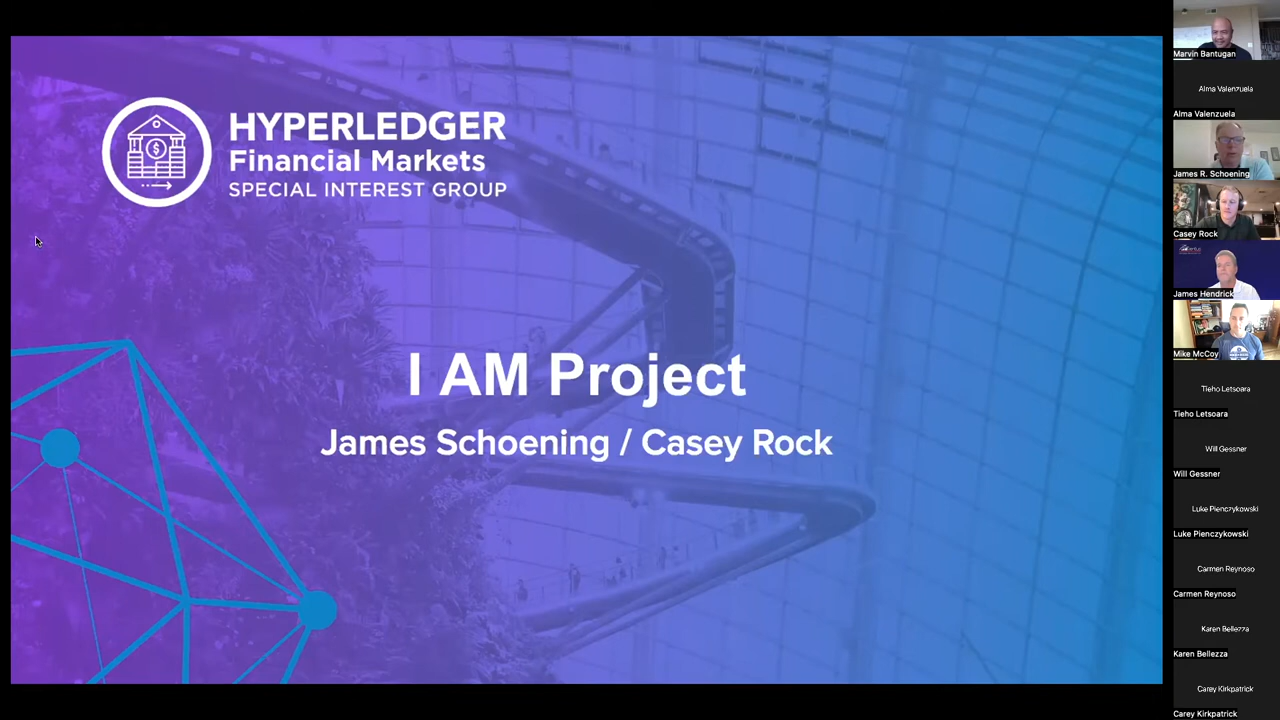 HYPERLEDGER
Financial Markets
SPECIAL INTEREST GROUP
I AM Project
James Schoening / Casey Rock
Marvin Bantugan
Alma Valenzuela
Alma Valenzuela
James R. Schoening
Casey Rock
James Hendrick
Mike McCoy
Tieho Letsoara
Tieho Letsoara
Will Gessner
Will Gessner
Luke Pienczykowski
Luke Pienczykowski
Carmen Reynoso
Carmen Reynoso
Karen Bellezza
Karen Bellezza
Carey Kirkpatrick
Carey Kirkpatrick